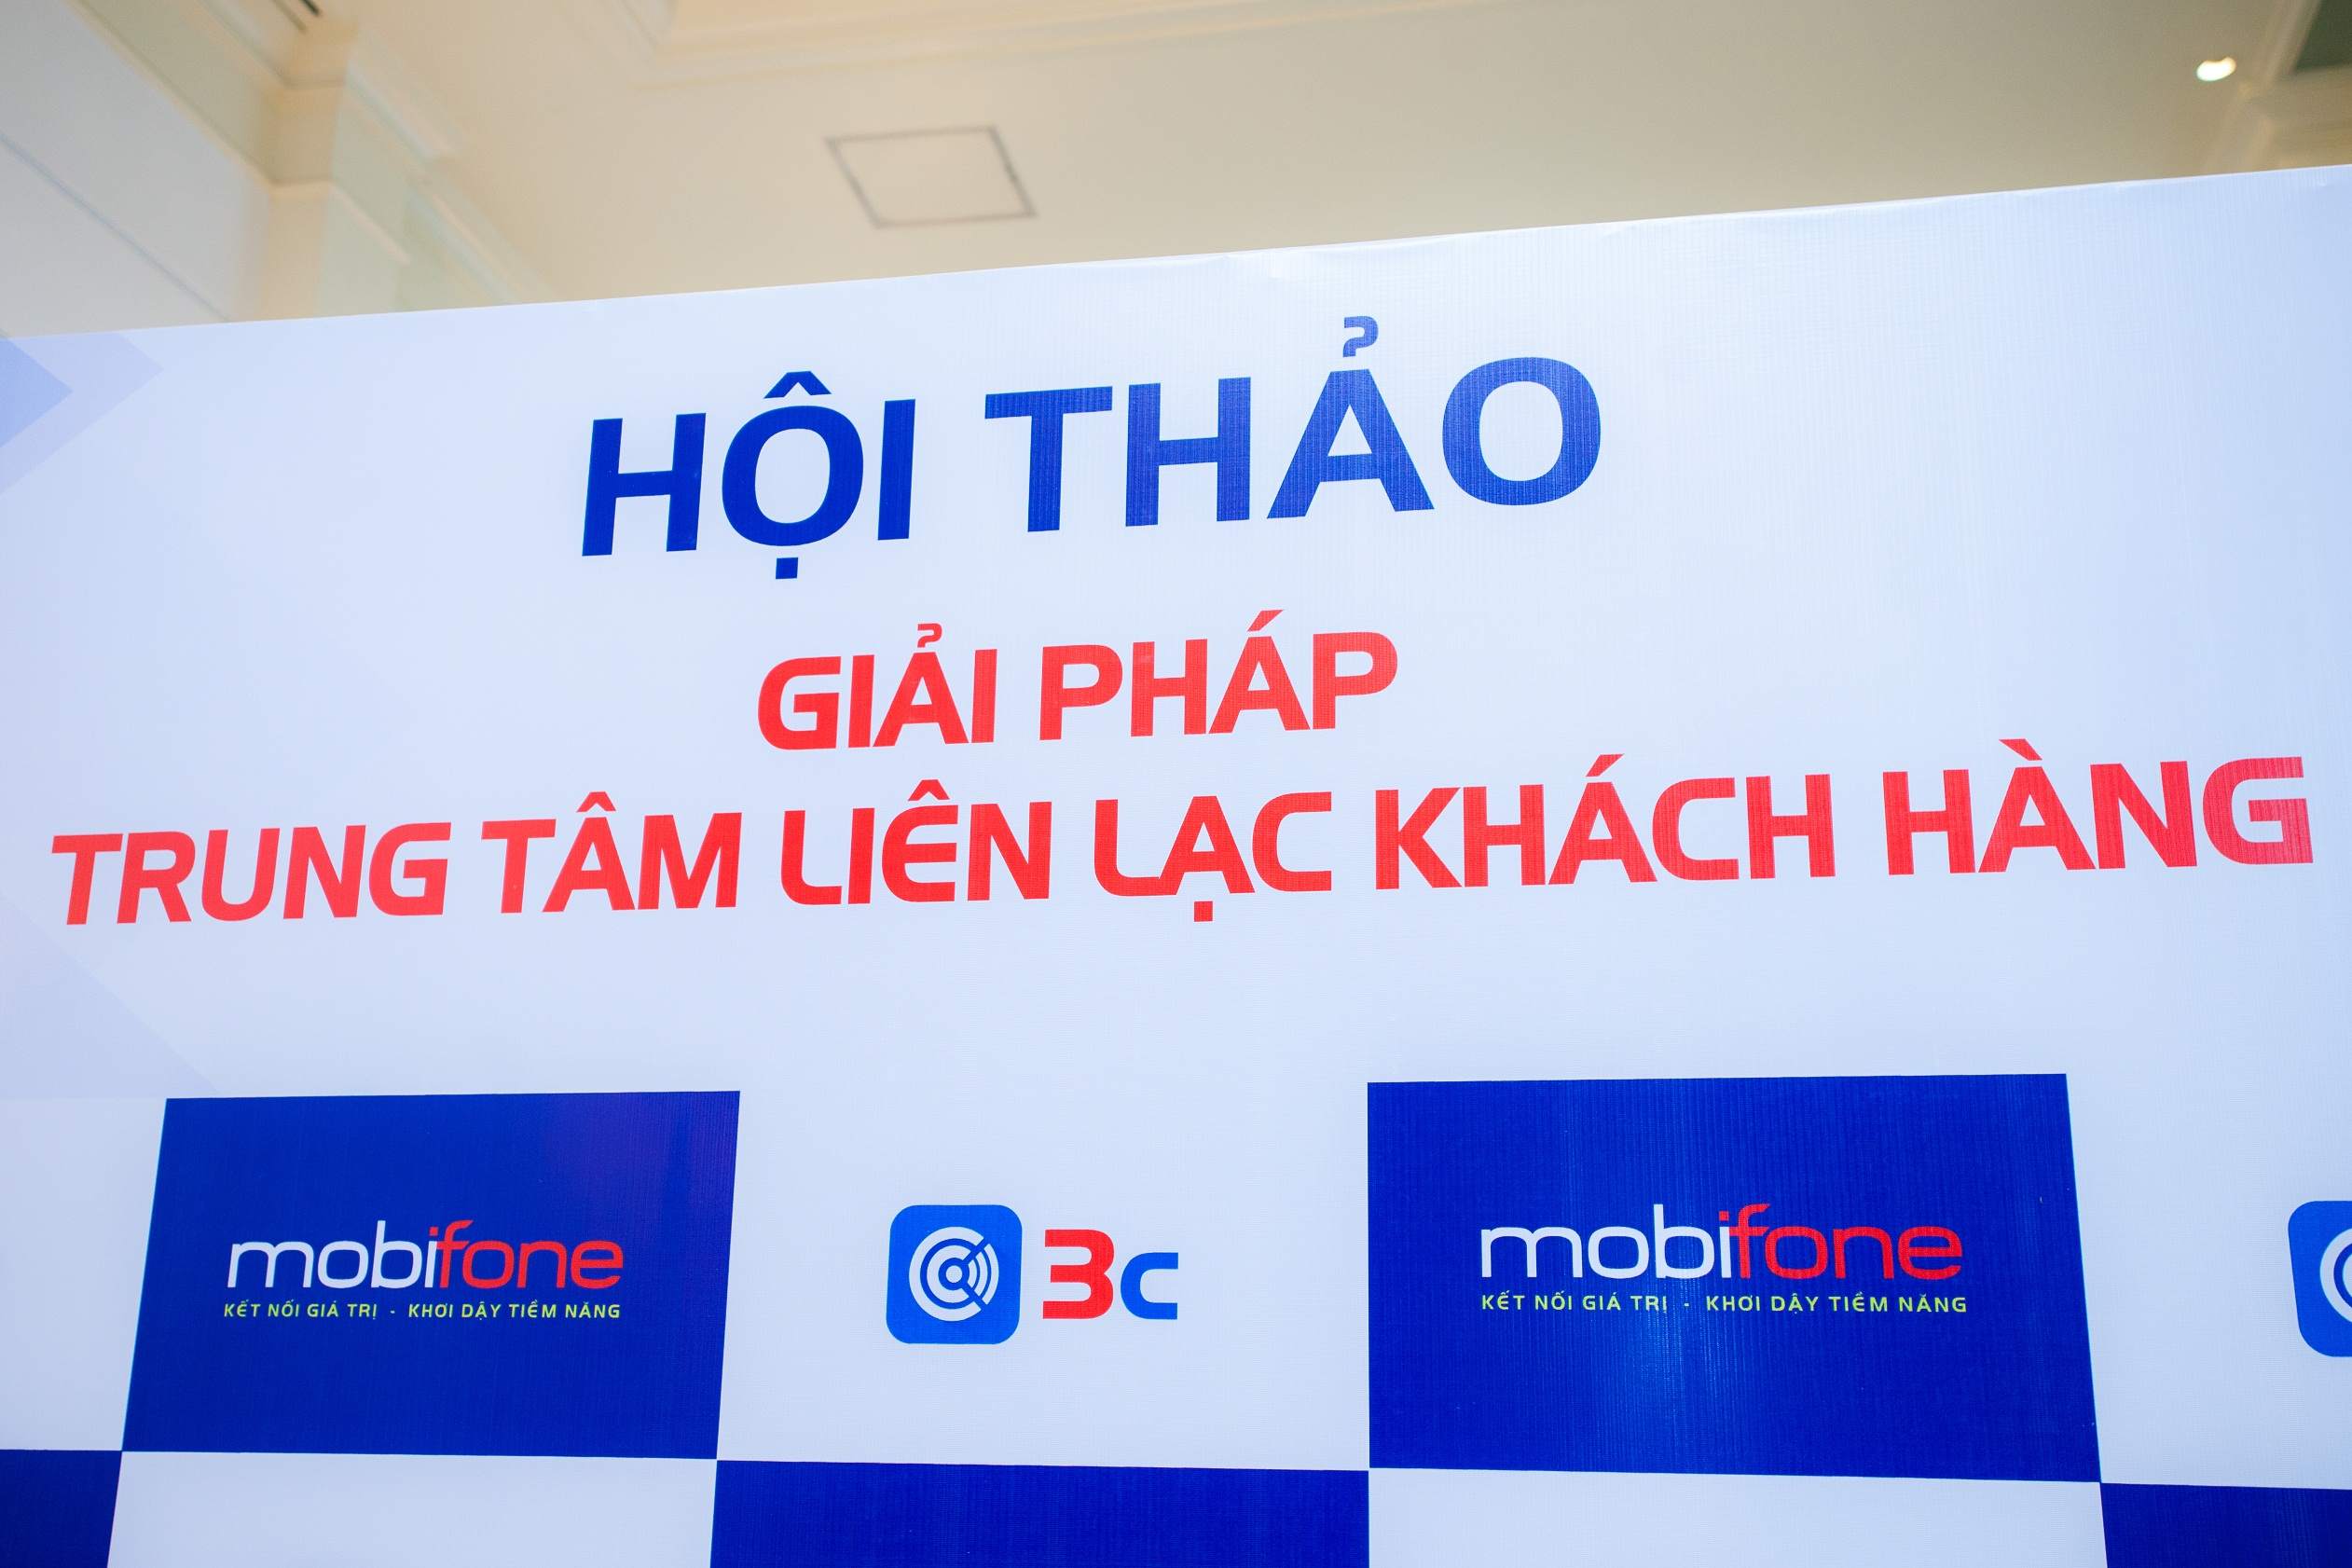 HỘI THẢO
GIẢI PHÁP
TRUNG TÂM LIÊN LẠC KHÁCH HÀNG
mobifone
KẾT NỐI GIÁ TRỊ - KHƠI DẬY TIỀM NĂNG
3c
mobifone
KẾT NỐI GIÁ TRỊ - KHƠI DẬY TIỀM NĂNG